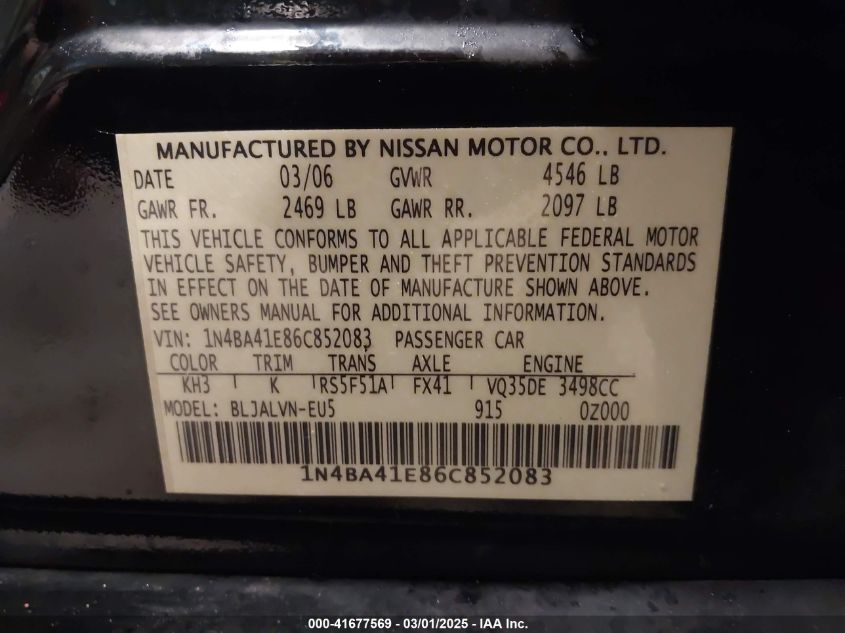 MANUFACTURED BY NISSAN MOTOR CO., LTD.
DATE 03/06 GVWR 4546 LB
GAWR FR. 2469 LB GAWR RR. 2097 LB
THIS VEHICLE CONFORMS TO ALL APPLICABLE FEDERAL MOTOR
VEHICLE SAFETY, BUMPER AND THEFT PREVENTION STANDARDS
IN EFFECT ON THE DATE OF MANUFACTURE SHOWN ABOVE.
SEE OWNERS MANUAL FOR ADDITIONAL INFORMATION.
VIN: 1N4BA41E86C852083 PASSENGER CAR
COLOR TRIM TRANS AXLE ENGINE
KH3 K RS5F51A FX41 VQ35DE 3498CC
MODEL: BLJALVN-EU5 915 0Z000
1N4BA41E86C852083
000-41677569 - 03/01/2025 - IAA Inc.